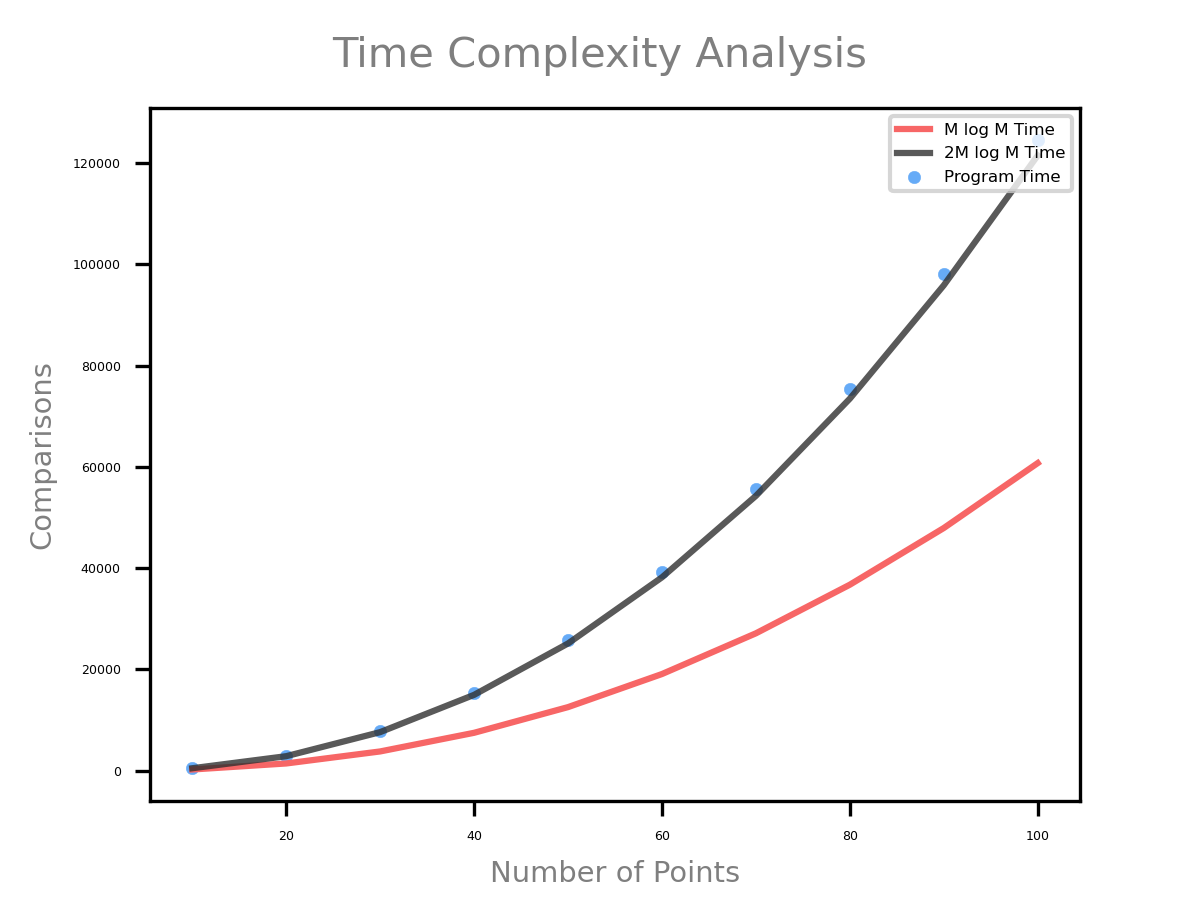 Time Complexity Analysis
M log M Time
2M log M Time
Program Time
120000
100000
80000
60000
40000
20000
0
Comparisons
20 40 60 80 100
Number of Points